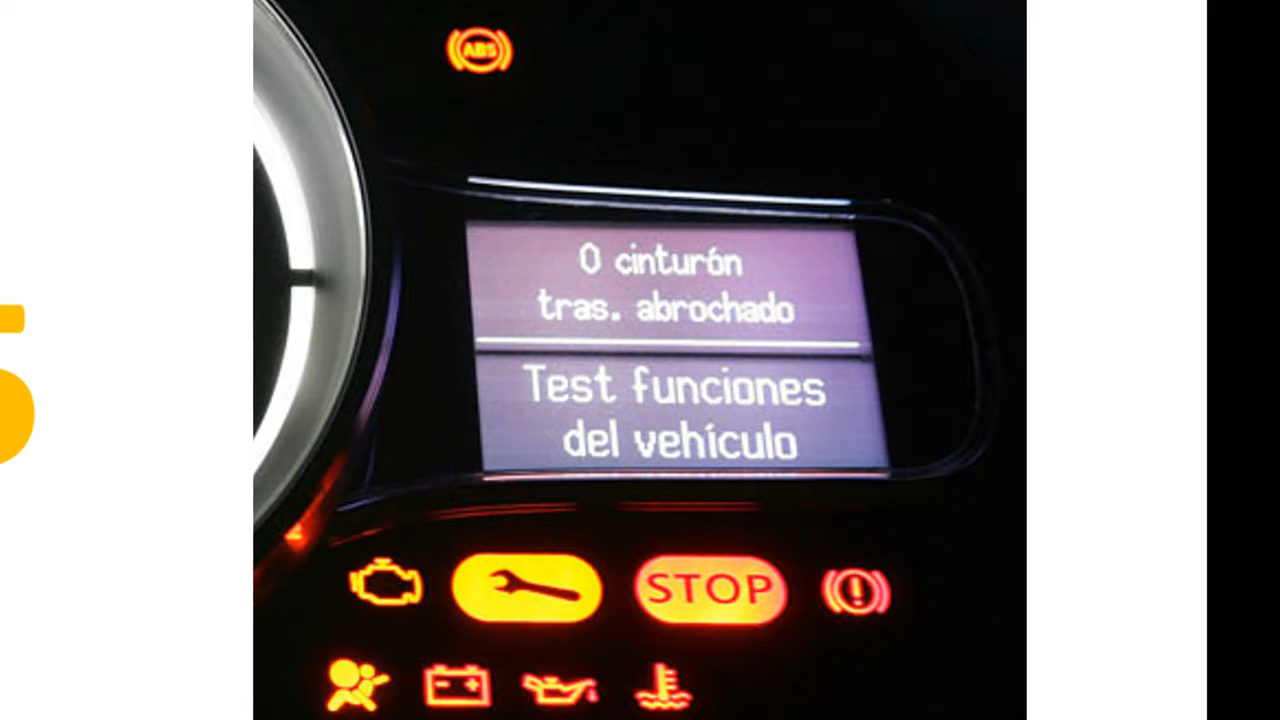 ABS
0 cinturón
tras. abrochado
Test funciones
del vehículo
STOP